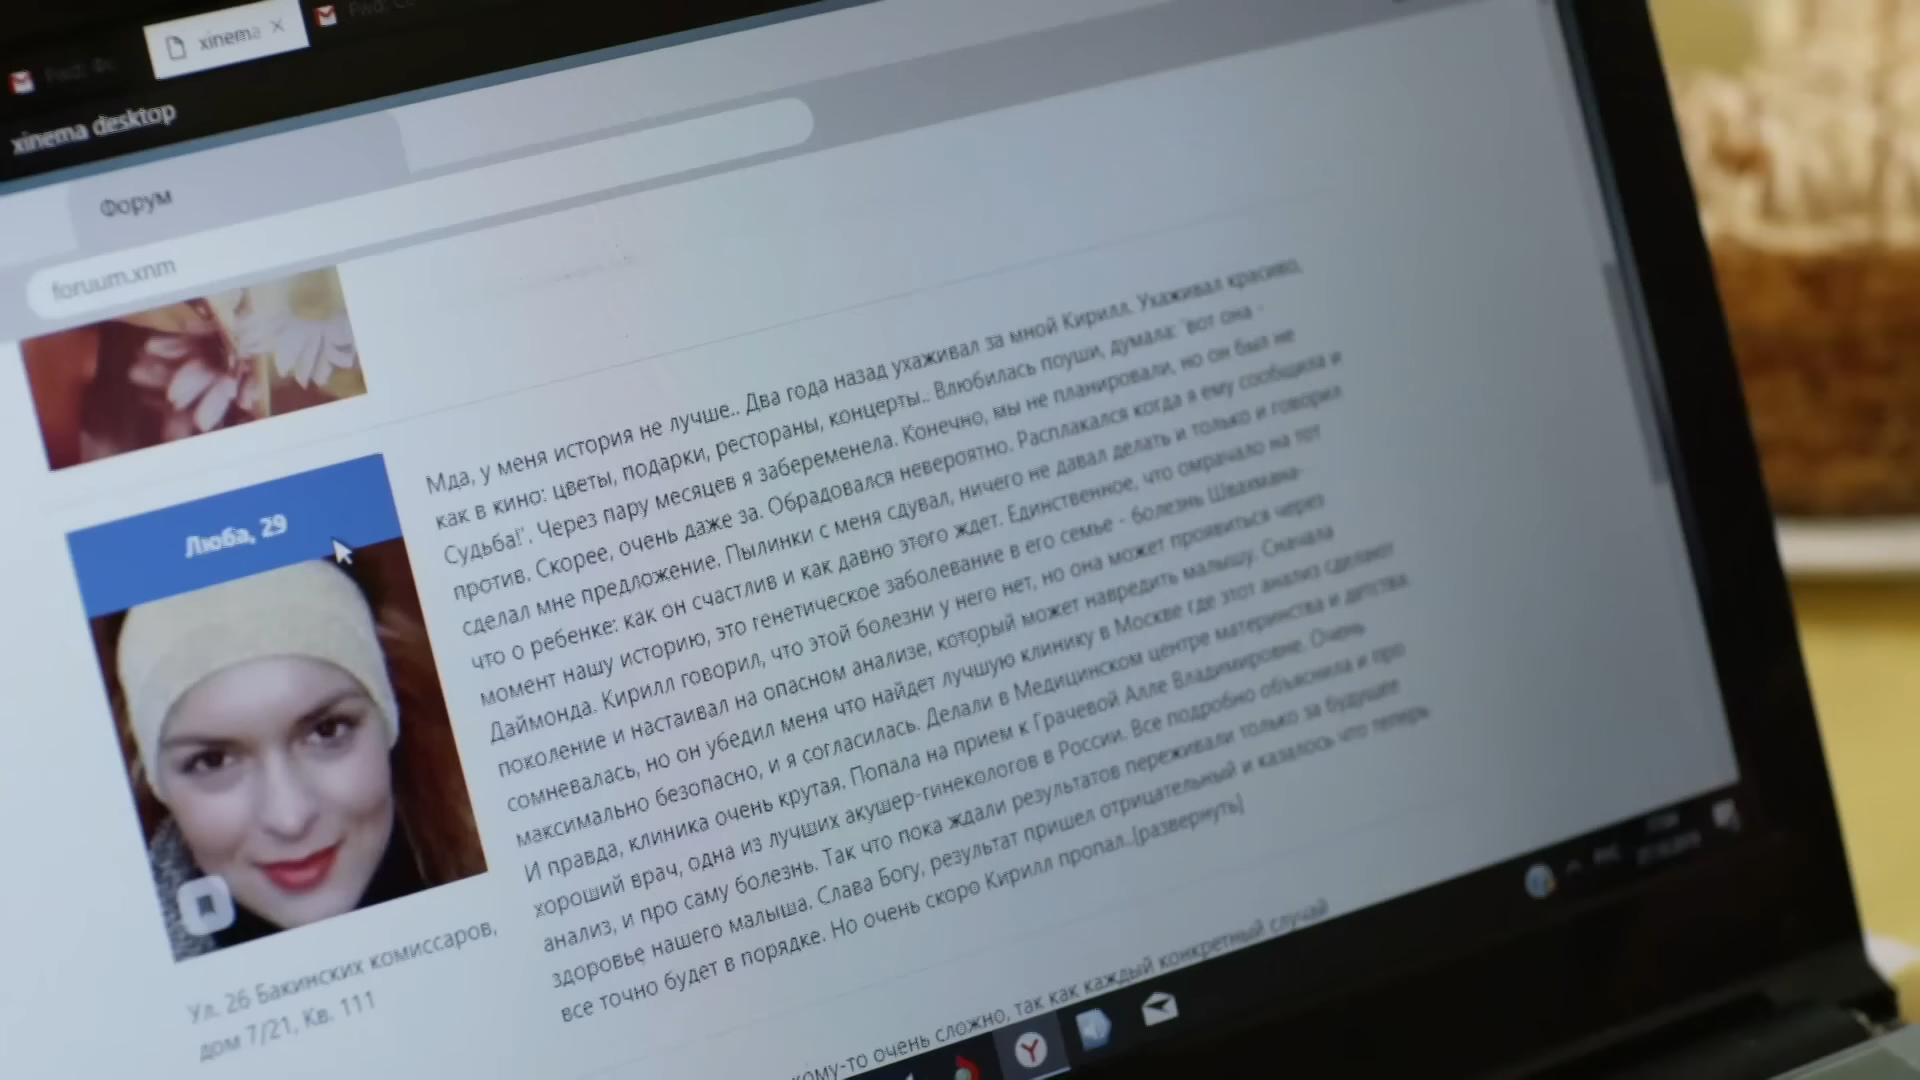 xinema
xinema desktop
Форум
foruum.xnm
Люба, 29
Ул. 26 Бакинских комиссаров,
дом 7/21, Кв. 111
Мда, у меня история не лучше.. Два года назад ухаживал за мной Кирилл. Ухаживал красиво,
как в кино: цветы, подарки, рестораны, концерты.. Влюбилась поуши, думала: "вот она -
Судьба!". Через пару месяцев я забеременела. Конечно, мы не планировали, но он был не
против. Скорее, очень даже за. Обрадовался невероятно. Расплакался когда я ему сообщила и
сделал мне предложение. Пылинки с меня сдувал, ничего не давал делать и только и говорил
что о ребенке: как он счастлив и как давно этого ждет. Единственное, что омрачало на тот
момент нашу историю, это генетическое заболевание в его семье - болезнь Швахмана-
Даймонда. Кирилл говорил, что этой болезни у него нет, но она может проявиться через
поколение и настаивал на опасном анализе, который может навредить малышу. Сначала
сомневалась, но он убедил меня что найдет лучшую клинику в Москве где этот анализ сделают
максимально безопасно, и я согласилась. Делали в Медицинском центре материнства и детства.
И правда, клиника очень крутая. Попала на прием к Грачевой Алле Владимировне. Очень
хороший врач, одна из лучших акушер-гинекологов в России. Все подробно объяснила и про
анализ, и про саму болезнь. Так что пока ждали результатов переживали только за будущее
здоровье нашего малыша. Слава Богу, результат пришел отрицательный и казалось что теперь
все точно будет в порядке. Но очень скоро Кирилл пропал..[развернуть]
кому-то очень сложно, так как каждый конкретный случай